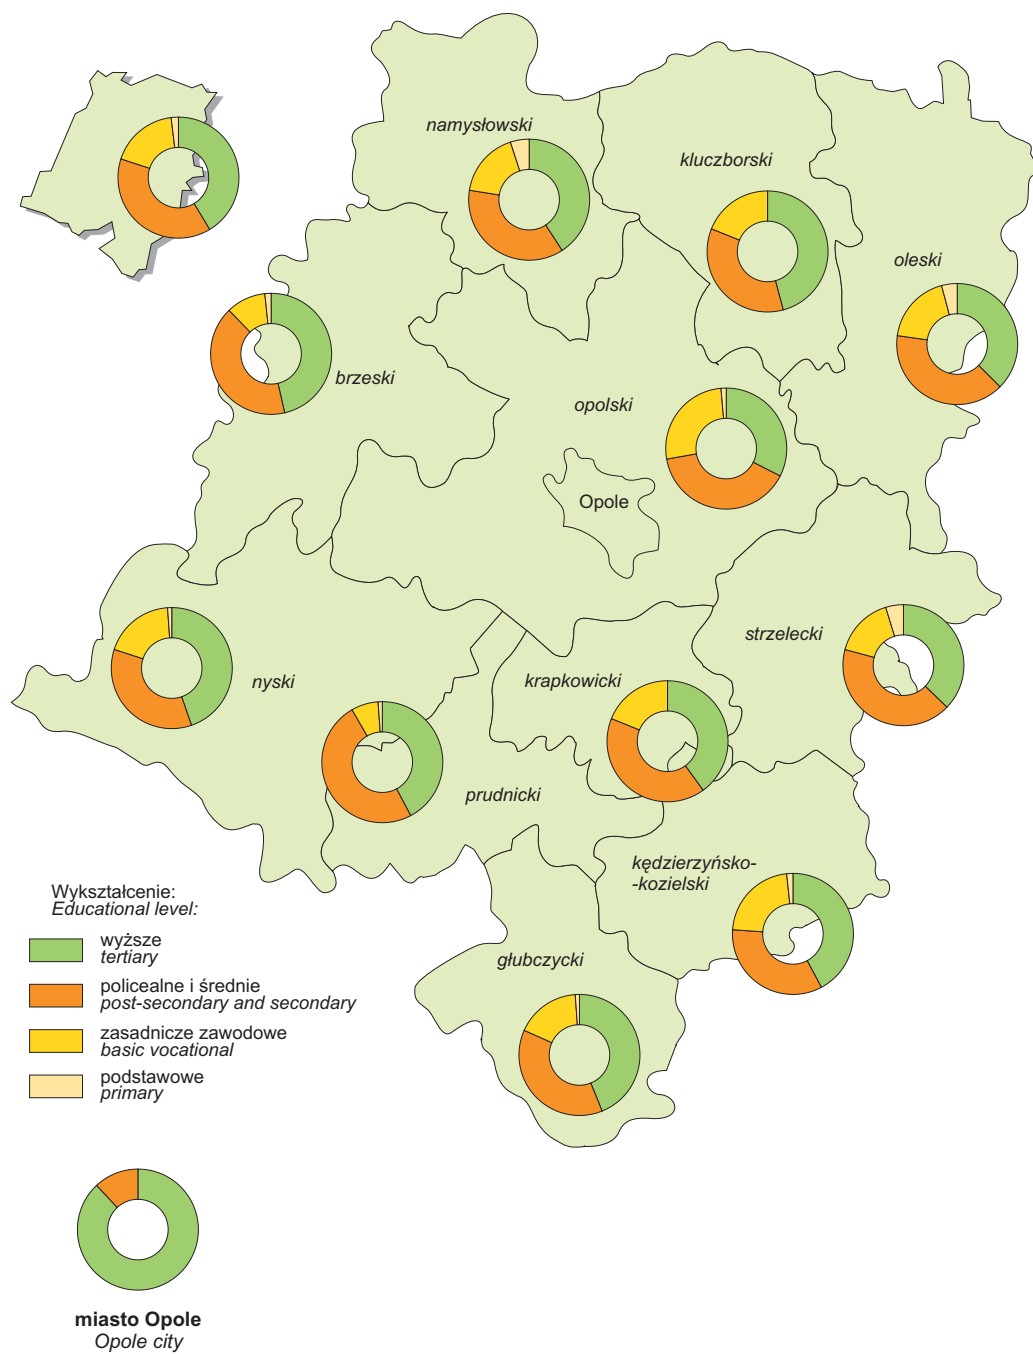 namysłowski
kluczborski
oleski
brzeski
opolski
Opole
strzelecki
nyski
krapkowicki
prudnicki
kędzierzyńsko-
-kozielski
głubczycki
Wykształcenie:
Educational level:
wyższe
tertiary
policealne i średnie
post-secondary and secondary
zasadnicze zawodowe
basic vocational
podstawowe
primary
miasto Opole
Opole city